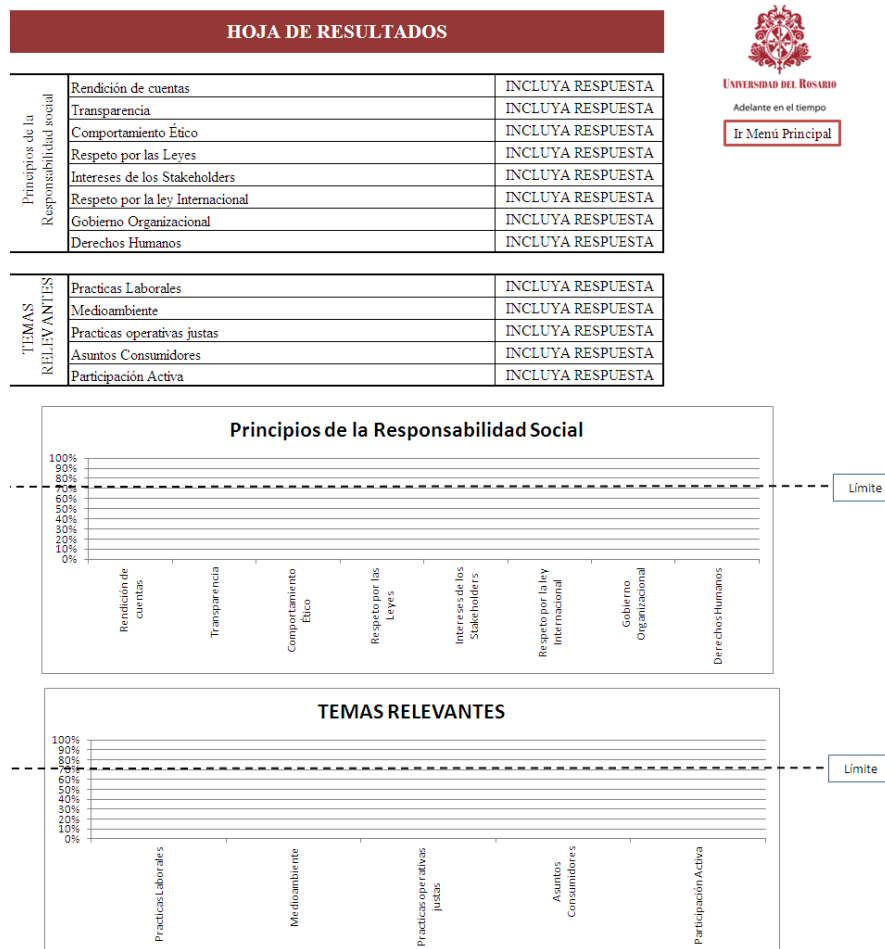 HOJA DE RESULTADOS
UNIVERSIDAD DEL ROSARIO
Adelante en el tiempo
Ir Menú Principal
Principios de la
Responsabilidad social
Rendición de cuentas INCLUYA RESPUESTA
Transparencia INCLUYA RESPUESTA
Comportamiento Ético INCLUYA RESPUESTA
Respeto por las Leyes INCLUYA RESPUESTA
Intereses de los Stakeholders INCLUYA RESPUESTA
Respeto por la ley Internacional INCLUYA RESPUESTA
Gobierno Organizacional INCLUYA RESPUESTA
Derechos Humanos INCLUYA RESPUESTA
TEMAS
RELEVANTES
Practicas Laborales INCLUYA RESPUESTA
Medioambiente INCLUYA RESPUESTA
Practicas operativas justas INCLUYA RESPUESTA
Asuntos Consumidores INCLUYA RESPUESTA
Participación Activa INCLUYA RESPUESTA
Principios de la Responsabilidad Social
100%
90%
80%
70%
60%
50%
40%
30%
20%
10%
0%
Límite
Rendición de
cuentas
Transparencia
Comportamiento
Ético
Respeto por las
Leyes
Intereses de los
Stakeholders
Respeto por la ley
Internacional
Gobierno
Organizacional
Derechos Humanos
TEMAS RELEVANTES
100%
90%
80%
70%
60%
50%
40%
30%
20%
10%
0%
Límite
Practicas Laborales
Medioambiente
Practicas operativas
justas
Asuntos
Consumidores
Participación Activa